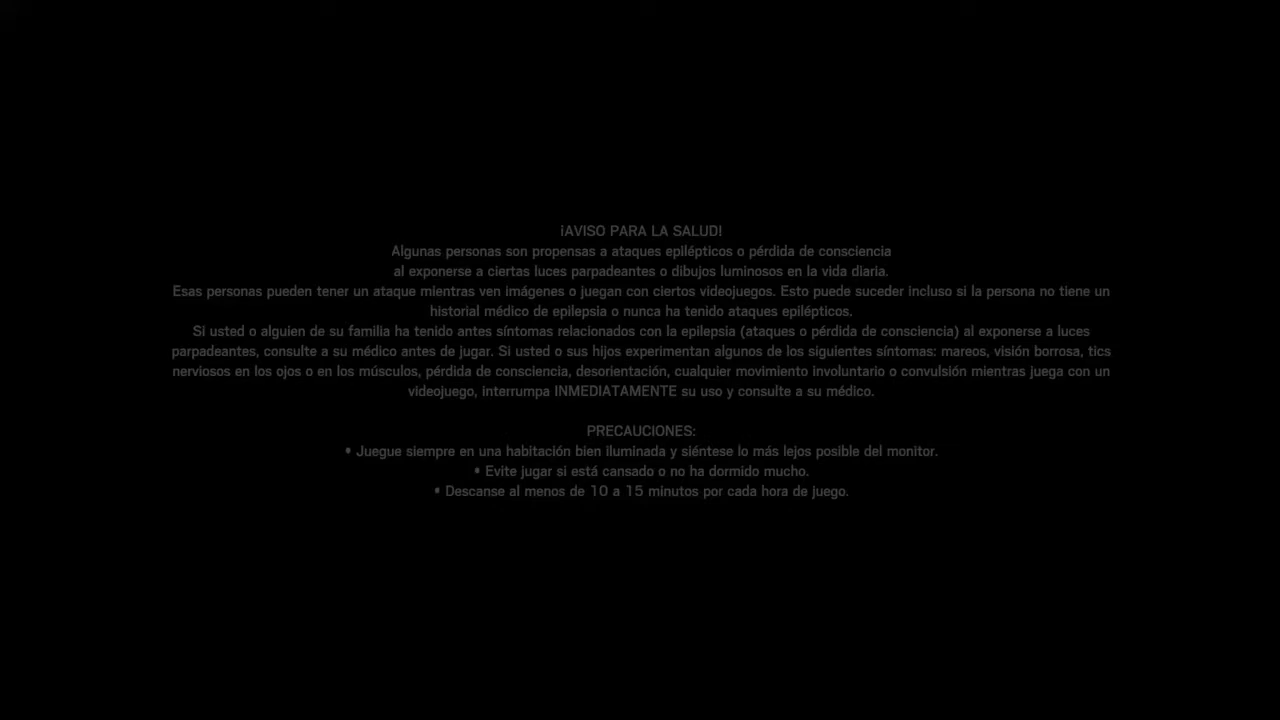 ¡AVISO PARA LA SALUD!
Algunas personas son propensas a ataques epilépticos o pérdida de consciencia
al exponerse a ciertas luces parpadeantes o dibujos luminosos en la vida diaria.
Esas personas pueden tener un ataque mientras ven imágenes o juegan con ciertos videojuegos. Esto puede suceder incluso si la persona no tiene un
historial médico de epilepsia o nunca ha tenido ataques epilépticos.
Si usted o alguien de su familia ha tenido antes síntomas relacionados con la epilepsia (ataques o pérdida de consciencia) al exponerse a luces
parpadeantes, consulte a su médico antes de jugar. Si usted o sus hijos experimentan algunos de los siguientes síntomas: mareos, visión borrosa, tics
nerviosos en los ojos o en los músculos, pérdida de consciencia, desorientación, cualquier movimiento involuntario o convulsión mientras juega con un
videojuego, interrumpa INMEDIATAMENTE su uso y consulte a su médico.
PRECAUCIONES:
• Juegue siempre en una habitación bien iluminada y siéntese lo más lejos posible del monitor.
• Evite jugar si está cansado o no ha dormido mucho.
• Descanse al menos de 10 a 15 minutos por cada hora de juego.